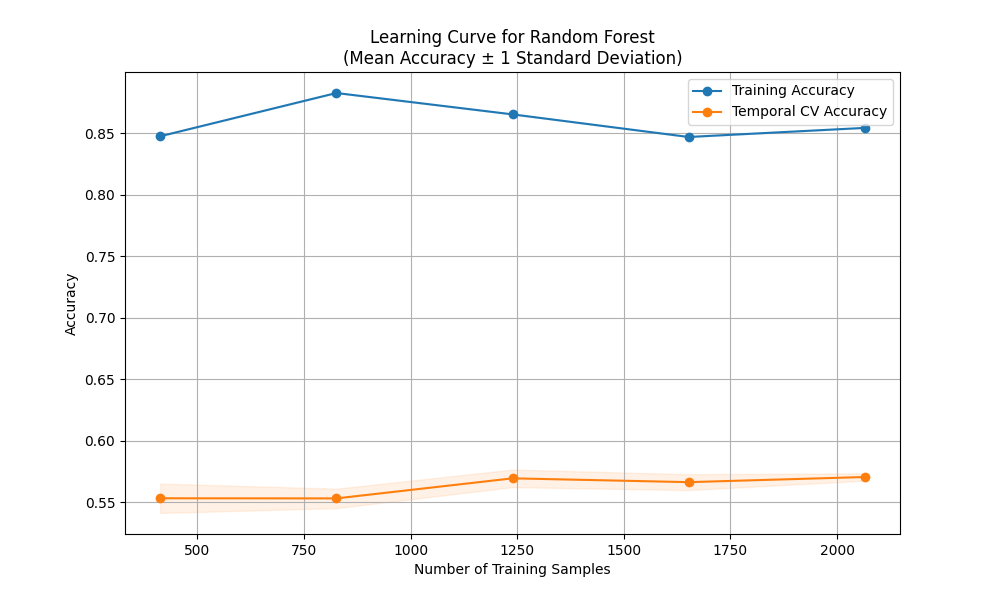 Learning Curve for Random Forest
(Mean Accuracy ± 1 Standard Deviation)
Training Accuracy
Temporal CV Accuracy
Accuracy
0.85
0.80
0.75
0.70
0.65
0.60
0.55
500 750 1000 1250 1500 1750 2000
Number of Training Samples